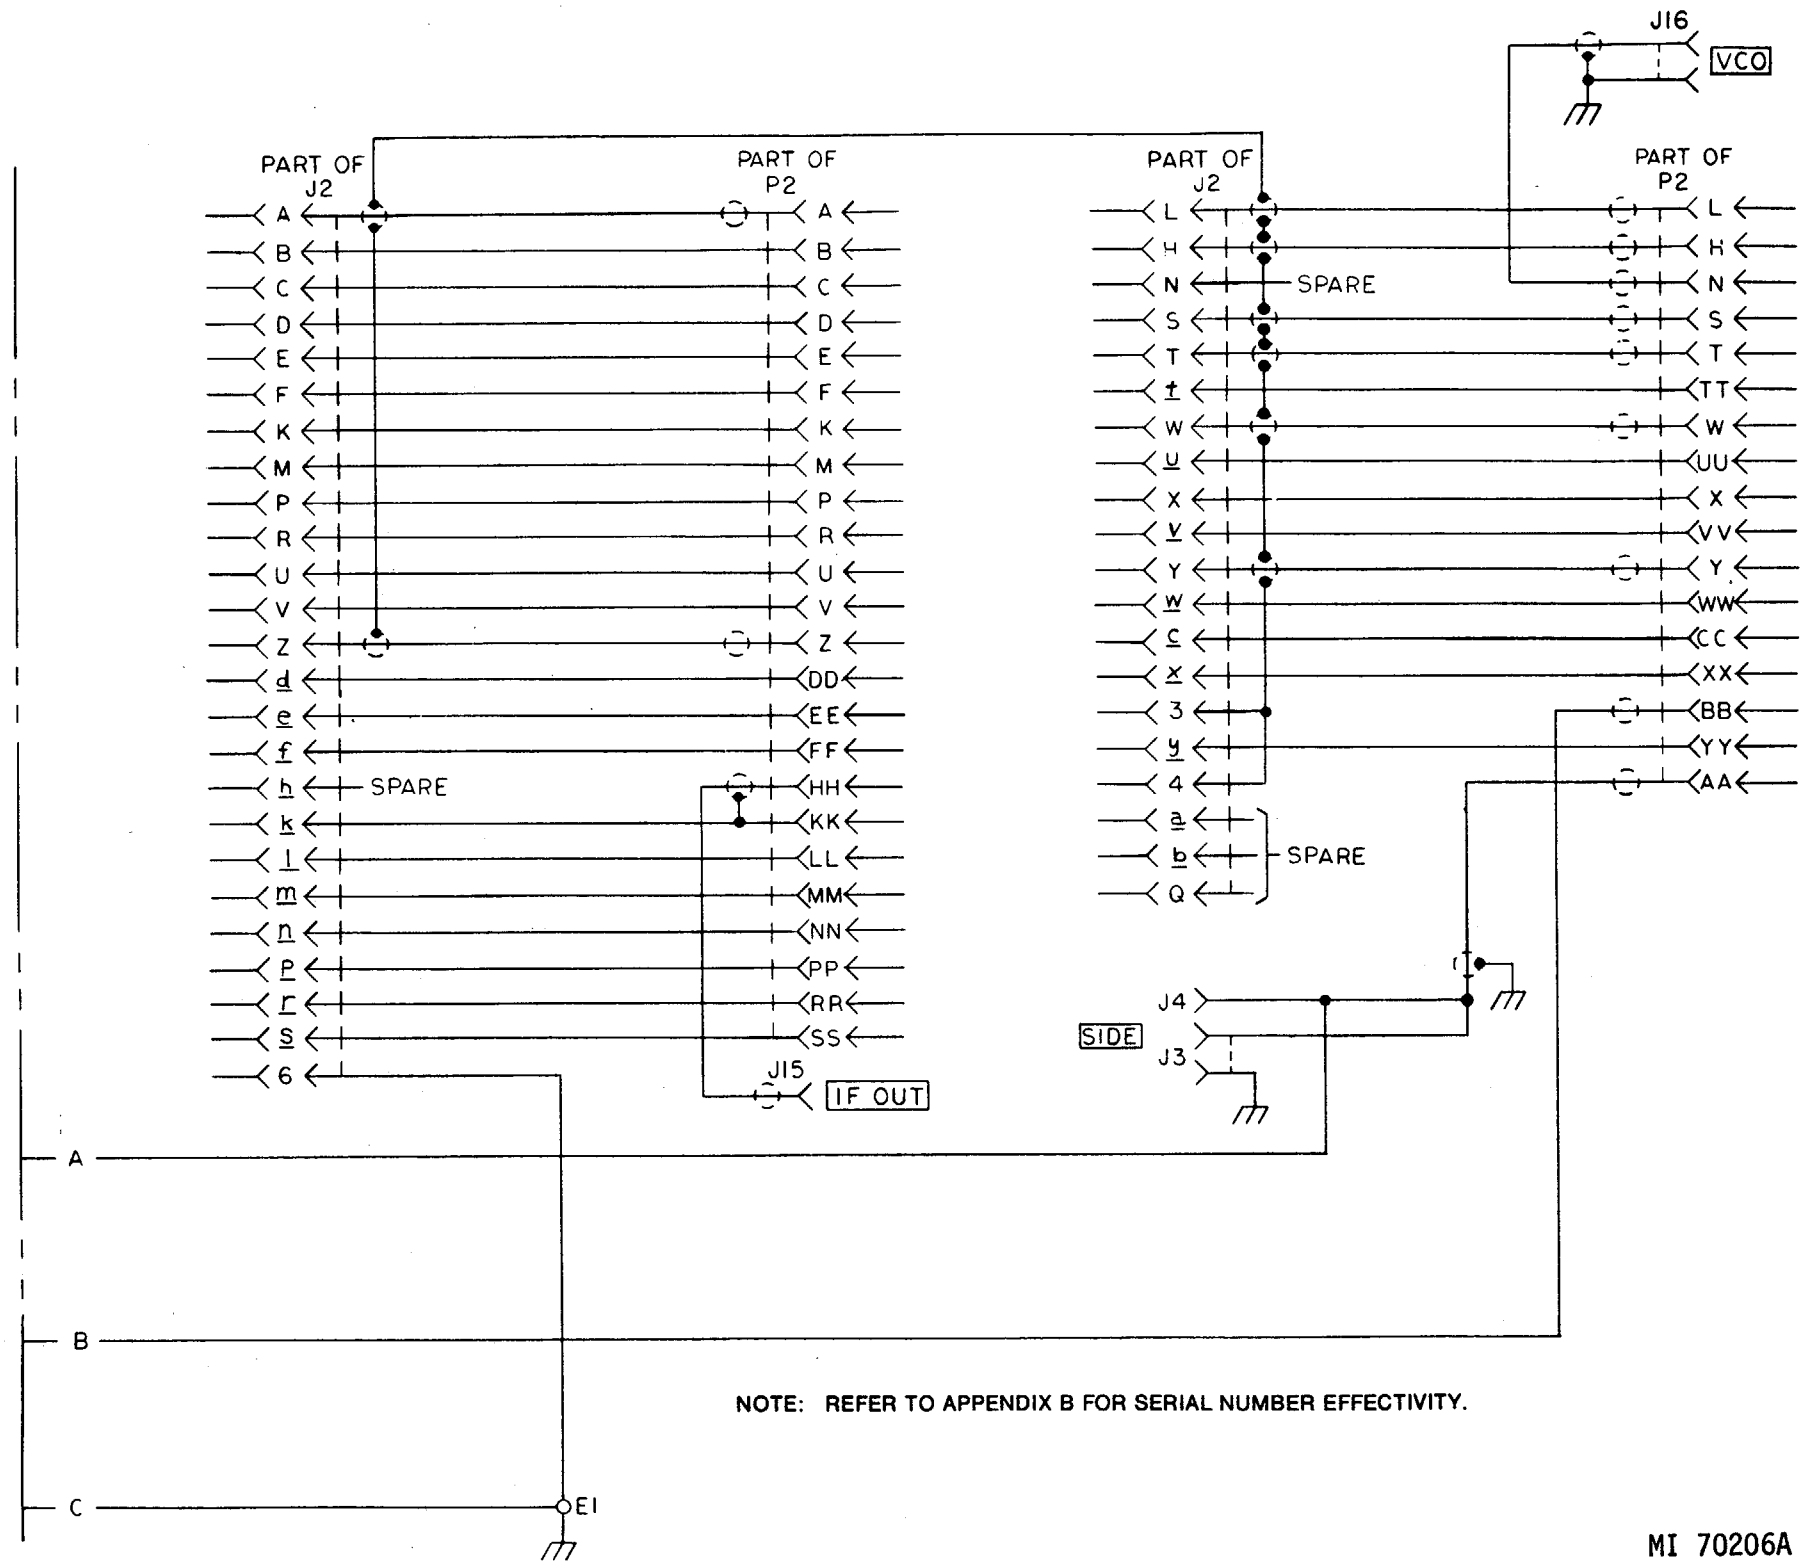 J16
VCO
PART OF
J2
PART OF
P2
PART OF
J2
PART OF
P2
A A L L
B B H H
C C N SPARE N
D D S S
E E T T
F F t TT
K K W W
M M u UU
P P X X
R R v VV
U U Y Y
V V w WW
Z Z c CC
d DD x XX
e EE 3 BB
f FF y YY
h SPARE HH 4 AA
k KK a
l LL b SPARE
m MM Q
n NN
p PP
r RR J4
s SS SIDE
J3
6 J15
IF OUT
A
B
NOTE: REFER TO APPENDIX B FOR SERIAL NUMBER EFFECTIVITY.
C E1
MI 70206A